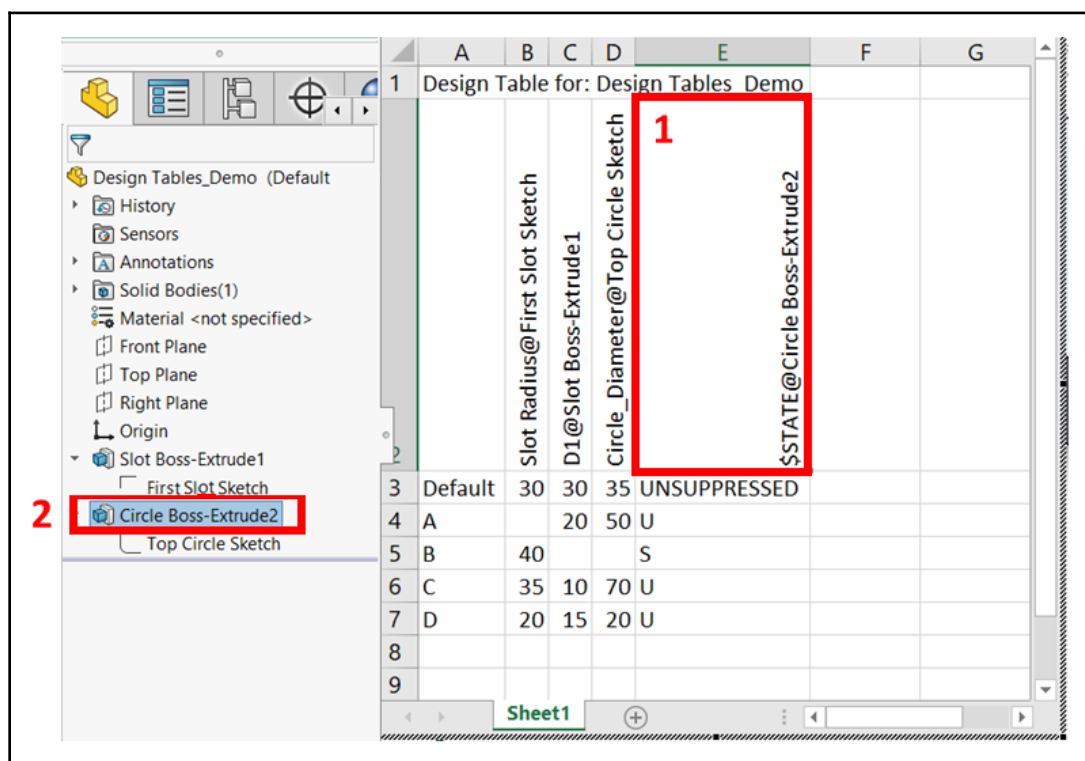 A B C D E F G
1 Design Table for: Design Tables_Demo
Design Tables_Demo (Default
History
Sensors
Annotations
Solid Bodies(1)
Material <not specified>
Front Plane
Top Plane
Right Plane
Origin
Slot Boss-Extrude1
First Slot Sketch
2
Circle Boss-Extrude2
Top Circle Sketch
2
Slot Radius@First Slot Sketch
D1@Slot Boss-Extrude1
Circle_Diameter@Top Circle Sketch
1
$STATE@Circle Boss-Extrude2
3 Default 30 30 35 UNSUPPRESSED
4 A 20 50 U
5 B 40 S
6 C 35 10 70 U
7 D 20 15 20 U
8
9
Sheet1